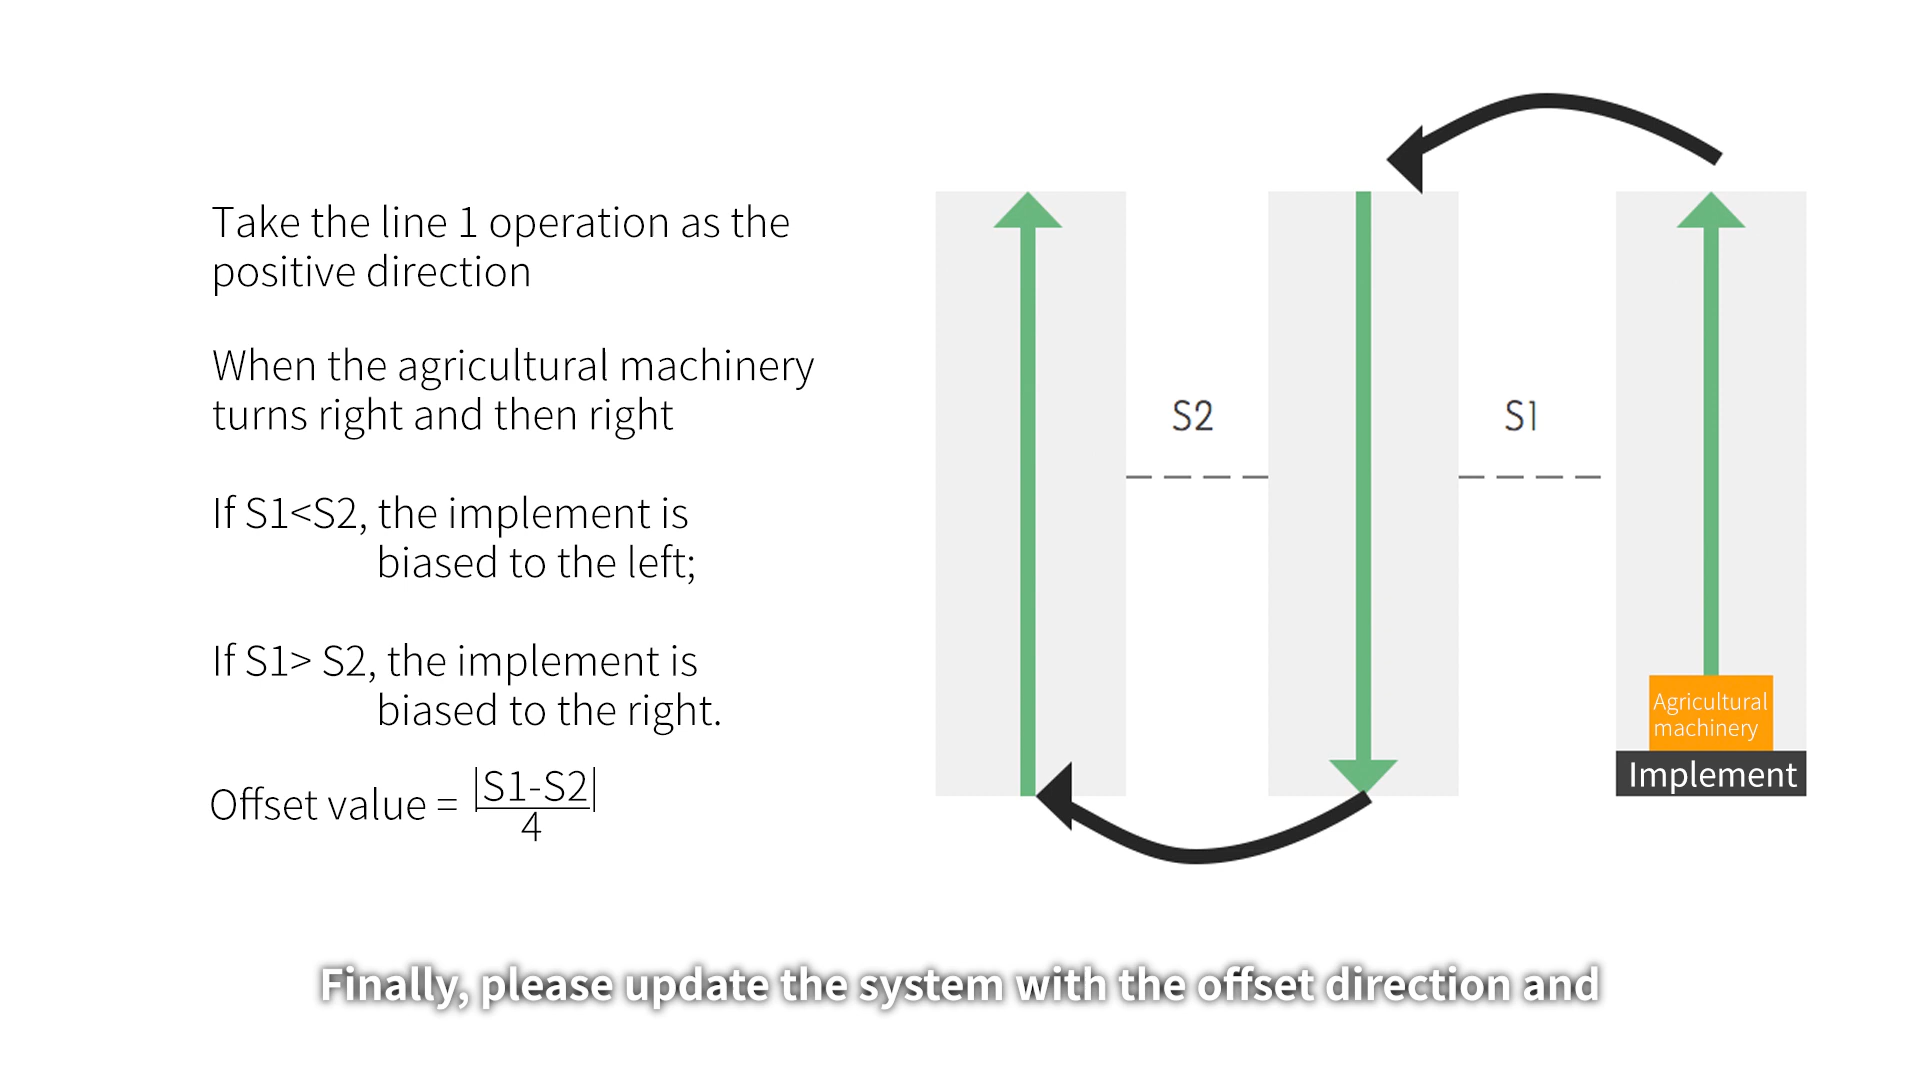 Take the line 1 operation as the
positive direction
When the agricultural machinery
turns right and then right
If S1<S2, the implement is
biased to the left;
If S1> S2, the implement is
biased to the right.
Offset value = |S1-S2|
4
S2
S1
Agricultural
machinery
Implement
Finally, please update the system with the offset direction and